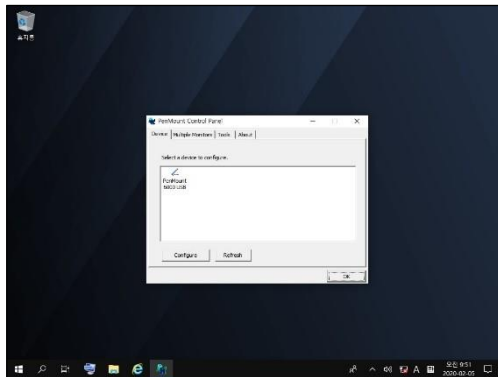 휴지통
PenMount Control Panel
Device
Multiple Monitors
Tools
About
Select a device to configure.
PenMount
6000 USB
Configure
Refresh
OK
A
오전 9:51
2020-02-05